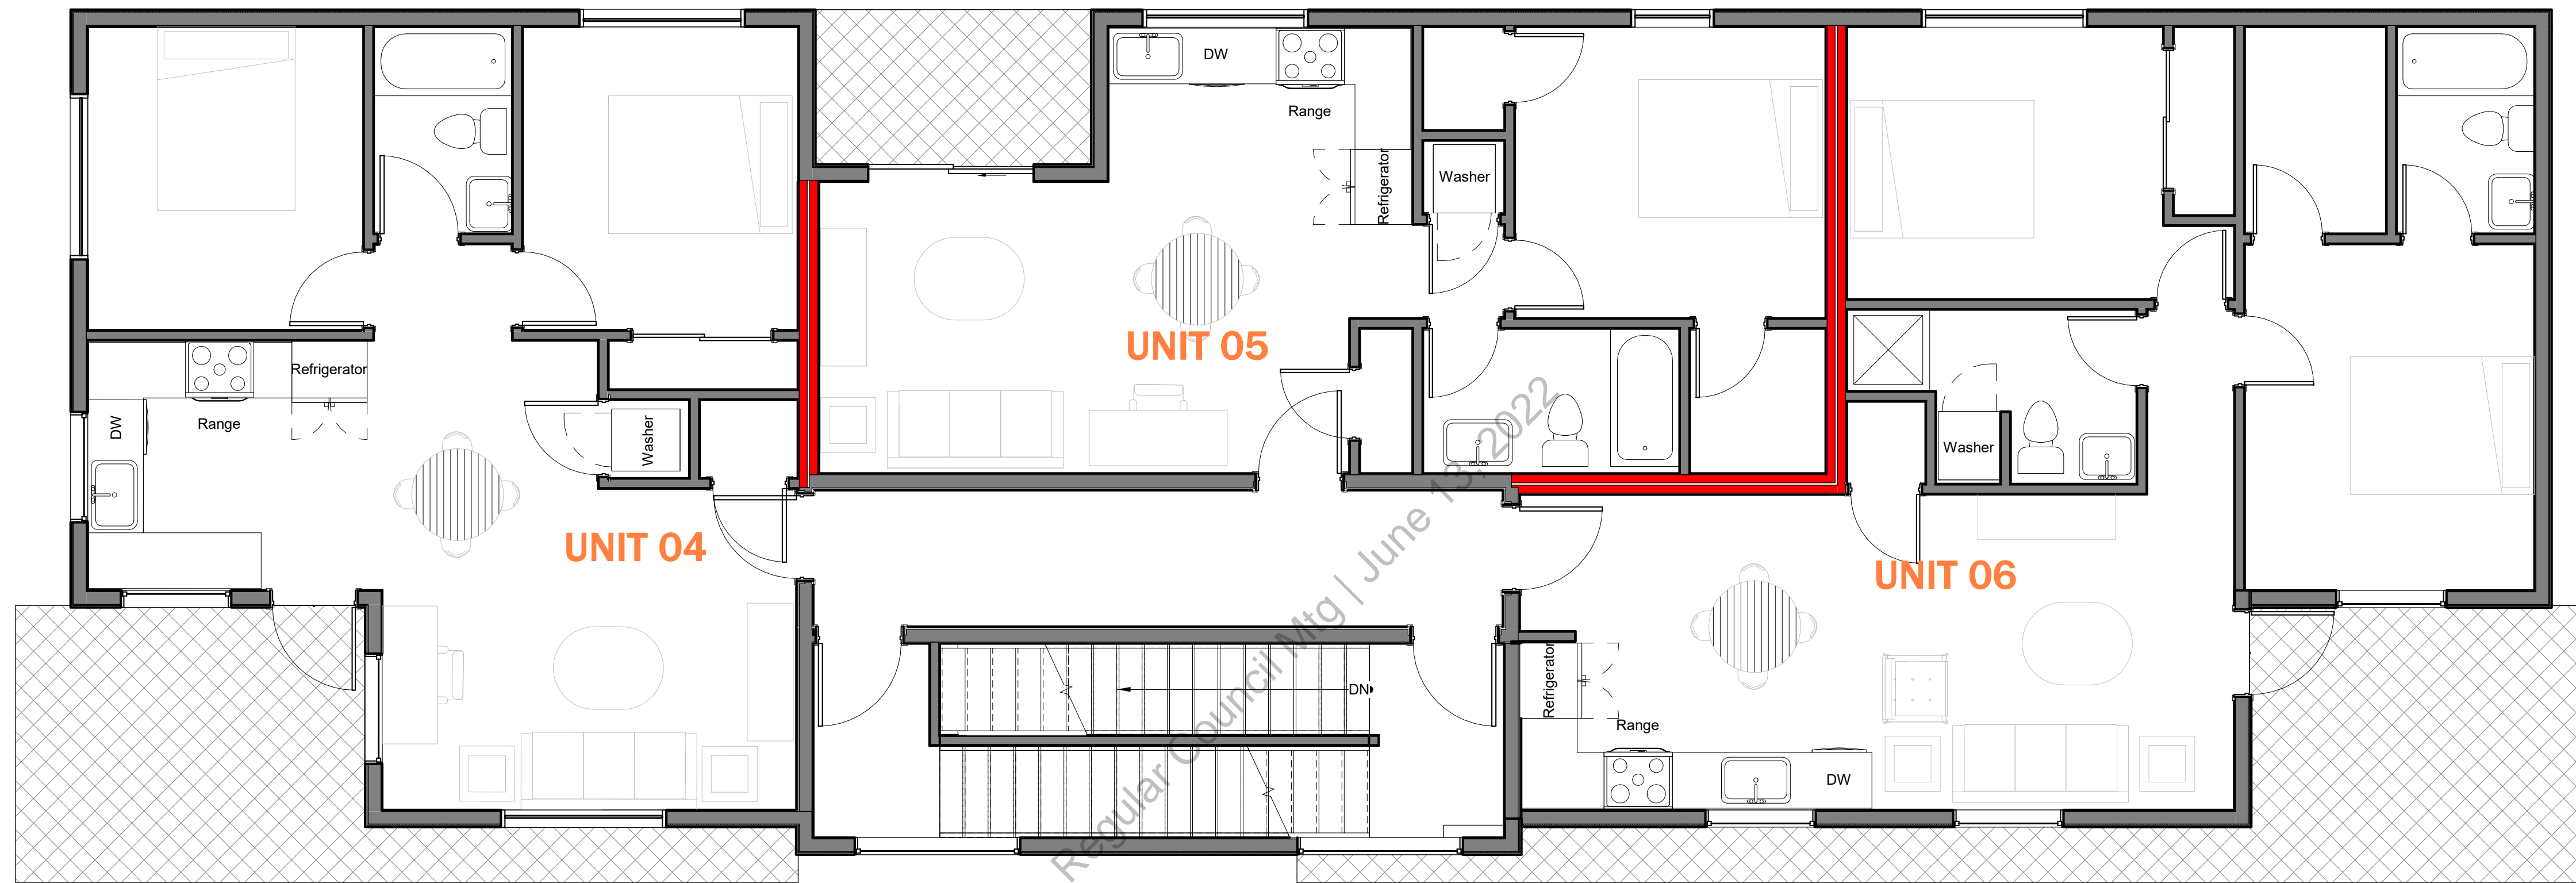 DW
Range
Refrigerator
Washer
UNIT 05
Refrigerator
Range
DW
Washer
UNIT 04
Washer
UNIT 06
Refrigerator
Range
DW
DN
Regular Council Mtg | June 13, 2022